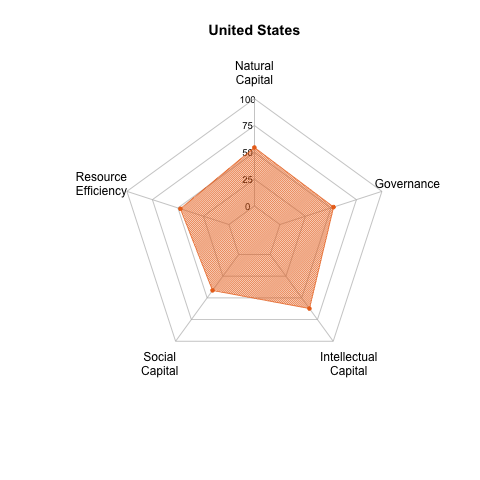 United States
Natural
Capital
100
75
50
25
0
Resource
Efficiency
Governance
Social
Capital
Intellectual
Capital